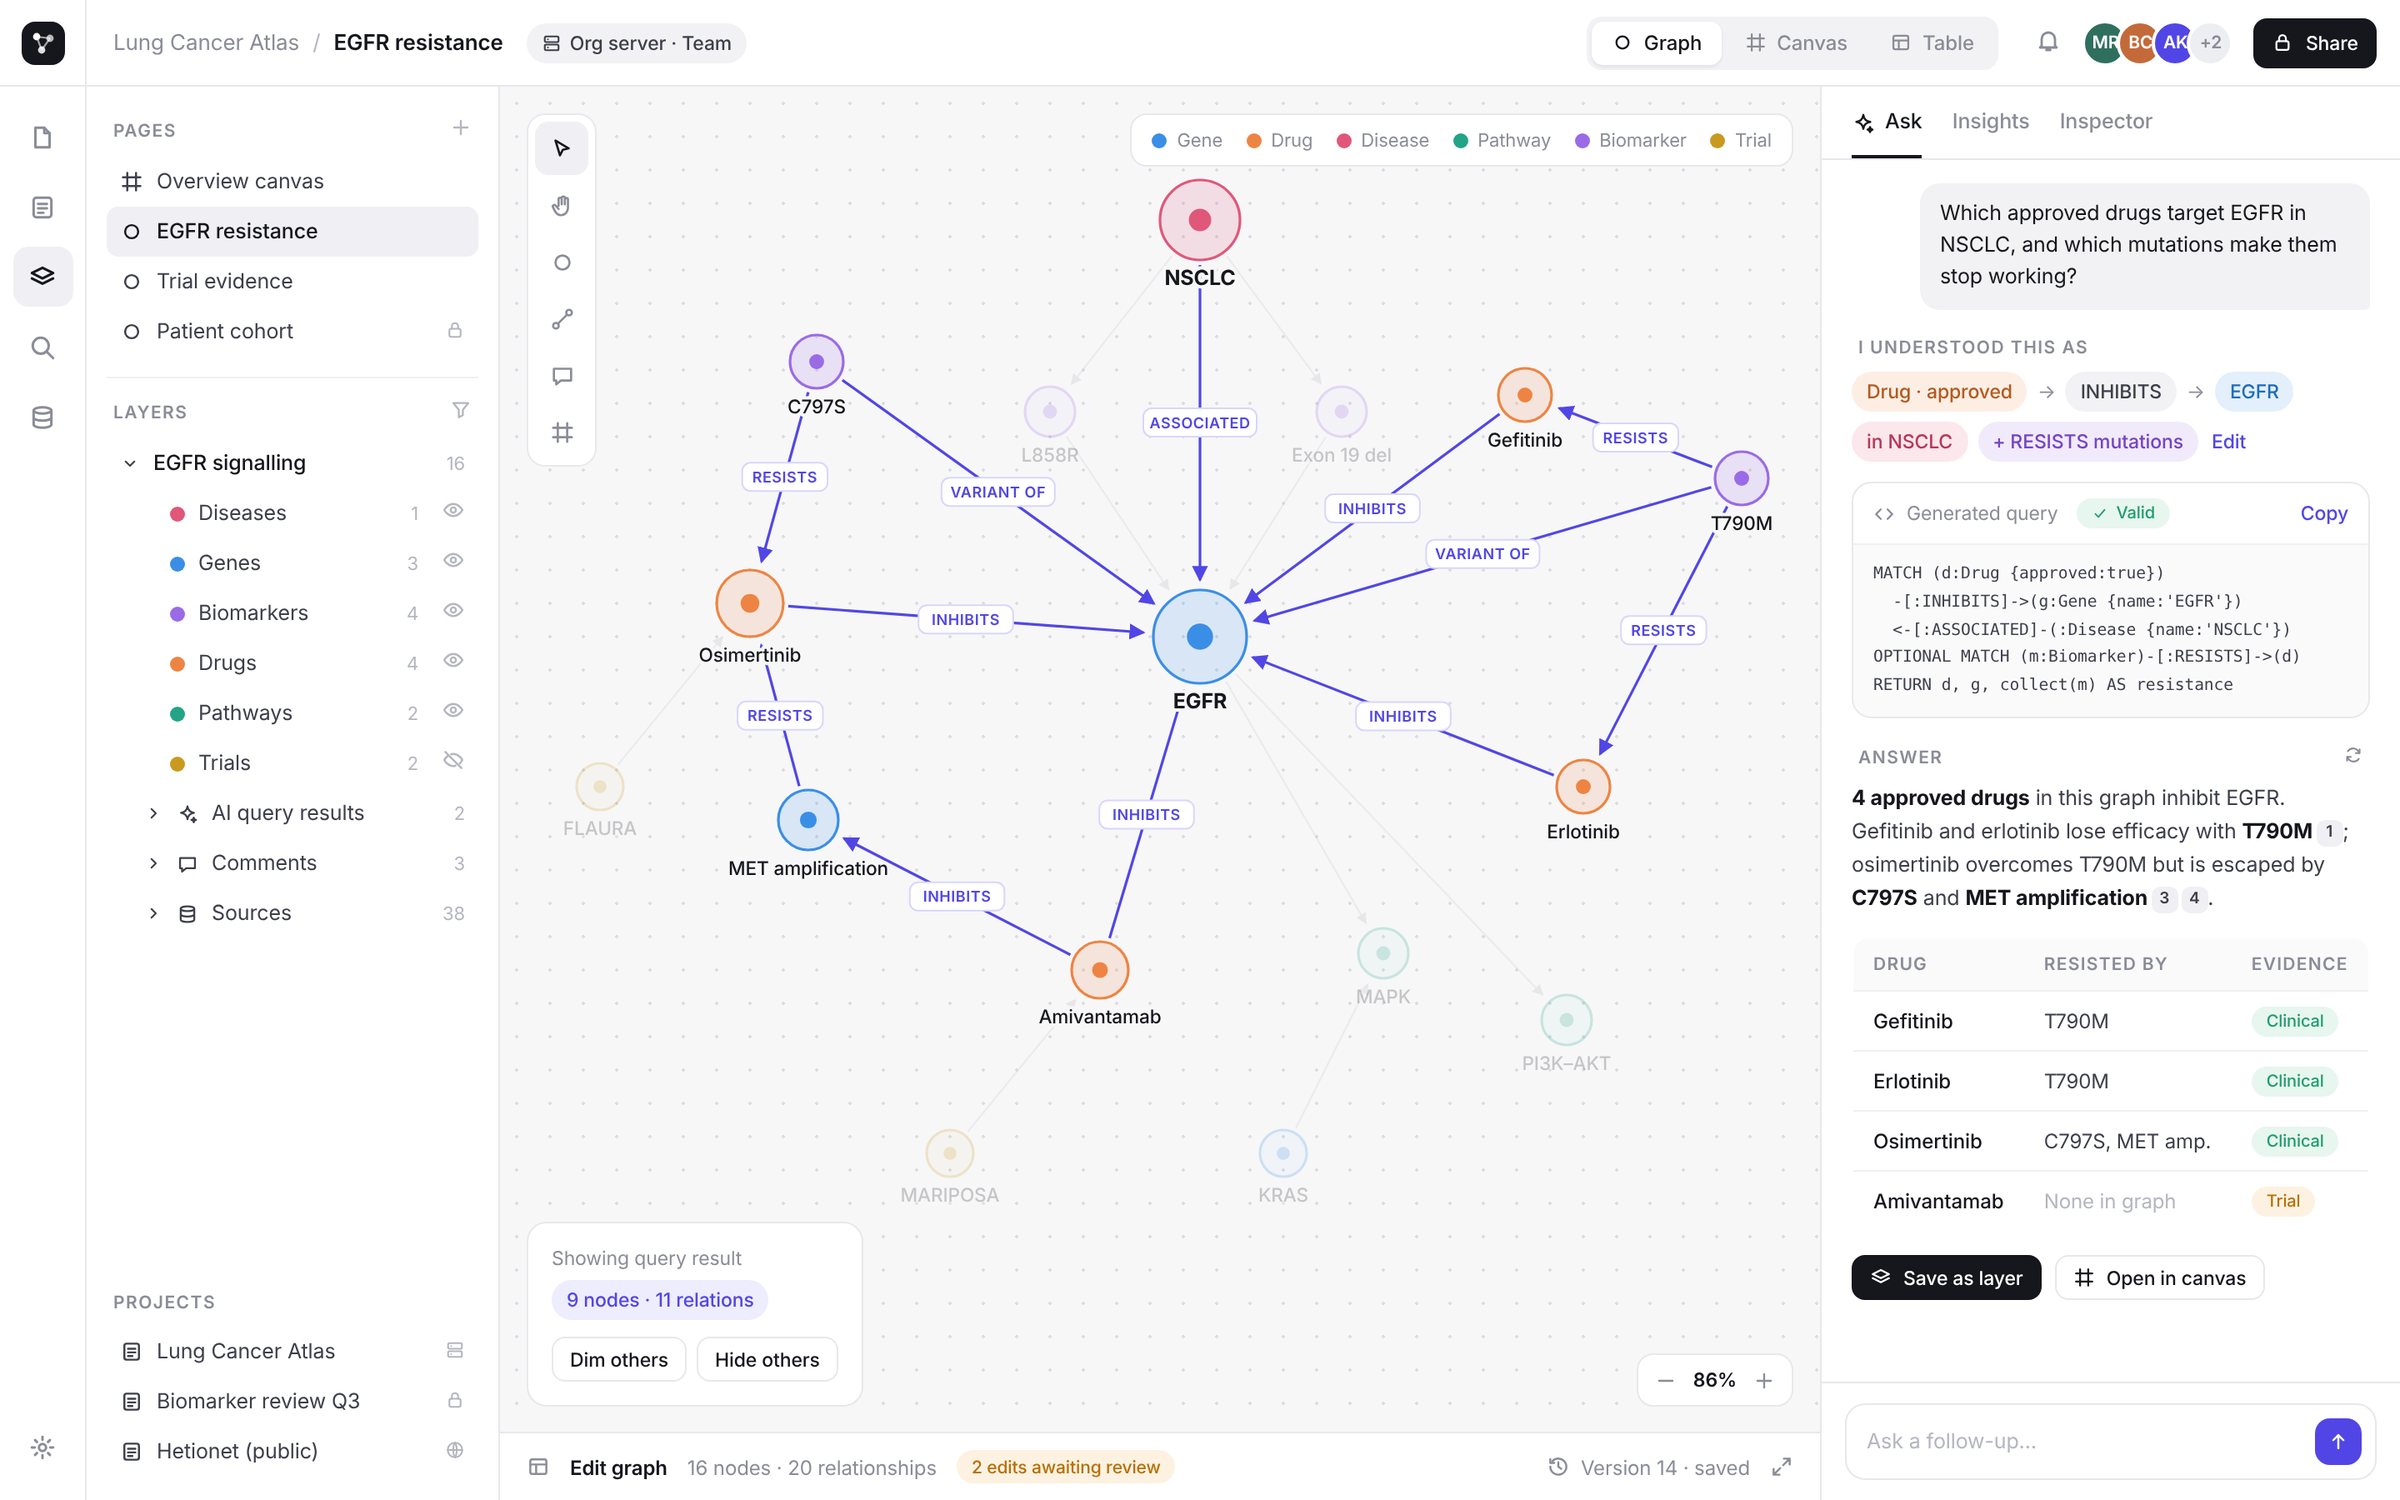 Lung Cancer Atlas / EGFR resistance
Org server · Team
Graph
Canvas
Table
MR
BC
AK
+2
Share
PAGES
Overview canvas
EGFR resistance
Trial evidence
Patient cohort
LAYERS
EGFR signalling 16
Diseases 1
Genes 3
Biomarkers 4
Drugs 4
Pathways 2
Trials 2
AI query results 2
Comments 3
Sources 38
PROJECTS
Lung Cancer Atlas
Biomarker review Q3
Hetionet (public)
Gene
Drug
Disease
Pathway
Biomarker
Trial
NSCLC
C797S
L858R
ASSOCIATED
Exon 19 del
Gefitinib
RESISTS
RESISTS
VARIANT OF
INHIBITS
T790M
VARIANT OF
INHIBITS
RESISTS
Osimertinib
EGFR
RESISTS
INHIBITS
FLAURA
INHIBITS
Erlotinib
MET amplification
INHIBITS
MAPK
Amivantamab
PI3K–AKT
MARIPOSA
KRAS
Showing query result
9 nodes · 11 relations
Dim others
Hide others
86%
Edit graph
16 nodes · 20 relationships
2 edits awaiting review
Version 14 · saved
Ask
Insights
Inspector
Which approved drugs target EGFR in
NSCLC, and which mutations make them
stop working?
I UNDERSTOOD THIS AS
Drug · approved → INHIBITS → EGFR
in NSCLC + RESISTS mutations Edit
Generated query
Valid
Copy
MATCH (d:Drug {approved:true})
-[:INHIBITS]->(g:Gene {name:'EGFR'})
<-[:ASSOCIATED]-(:Disease {name:'NSCLC'})
OPTIONAL MATCH (m:Biomarker)-[:RESISTS]->(d)
RETURN d, g, collect(m) AS resistance
ANSWER
4 approved drugs in this graph inhibit EGFR.
Gefitinib and erlotinib lose efficacy with T790M 1;
osimertinib overcomes T790M but is escaped by
C797S and MET amplification 3 4.
DRUG RESISTED BY EVIDENCE
Gefitinib T790M Clinical
Erlotinib T790M Clinical
Osimertinib C797S, MET amp. Clinical
Amivantamab None in graph Trial
Save as layer
Open in canvas
Ask a follow-up...